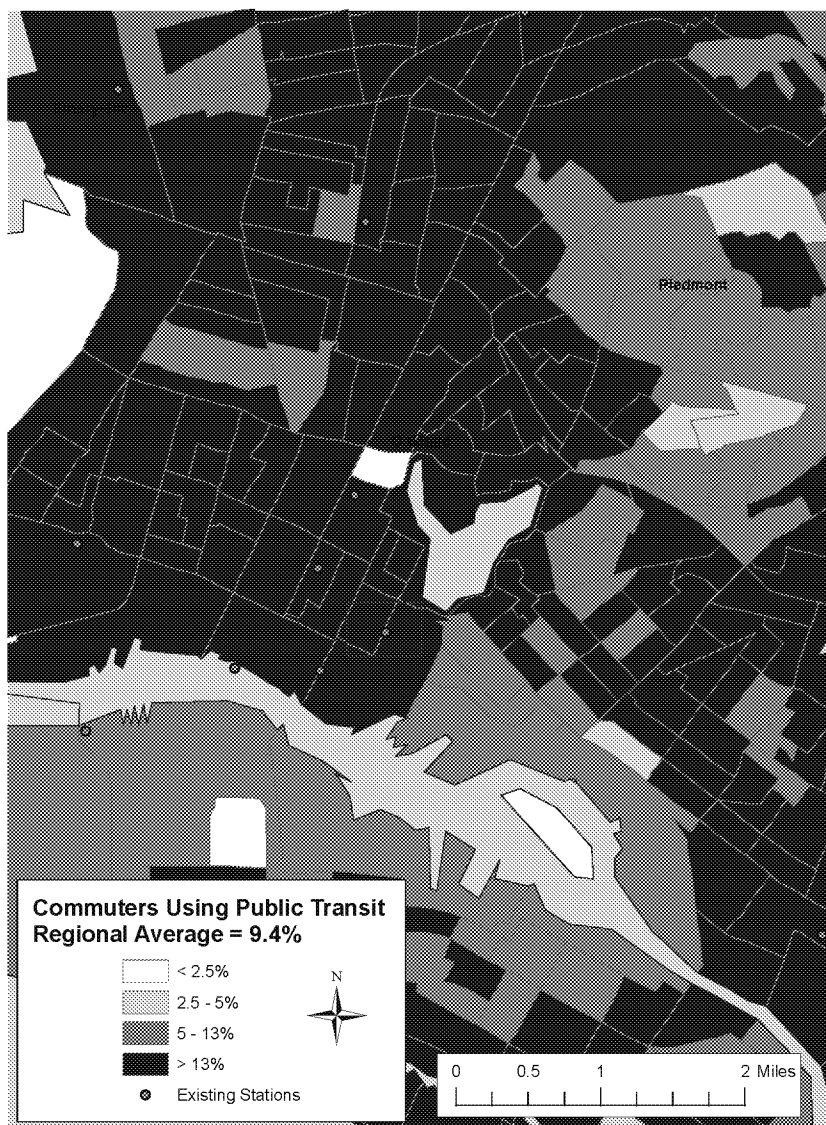 Piedmont
Commuters Using Public Transit
Regional Average = 9.4%
N
< 2.5%
2.5 - 5%
5 - 13%
> 13%
Existing Stations
0 0.5 1 2 Miles